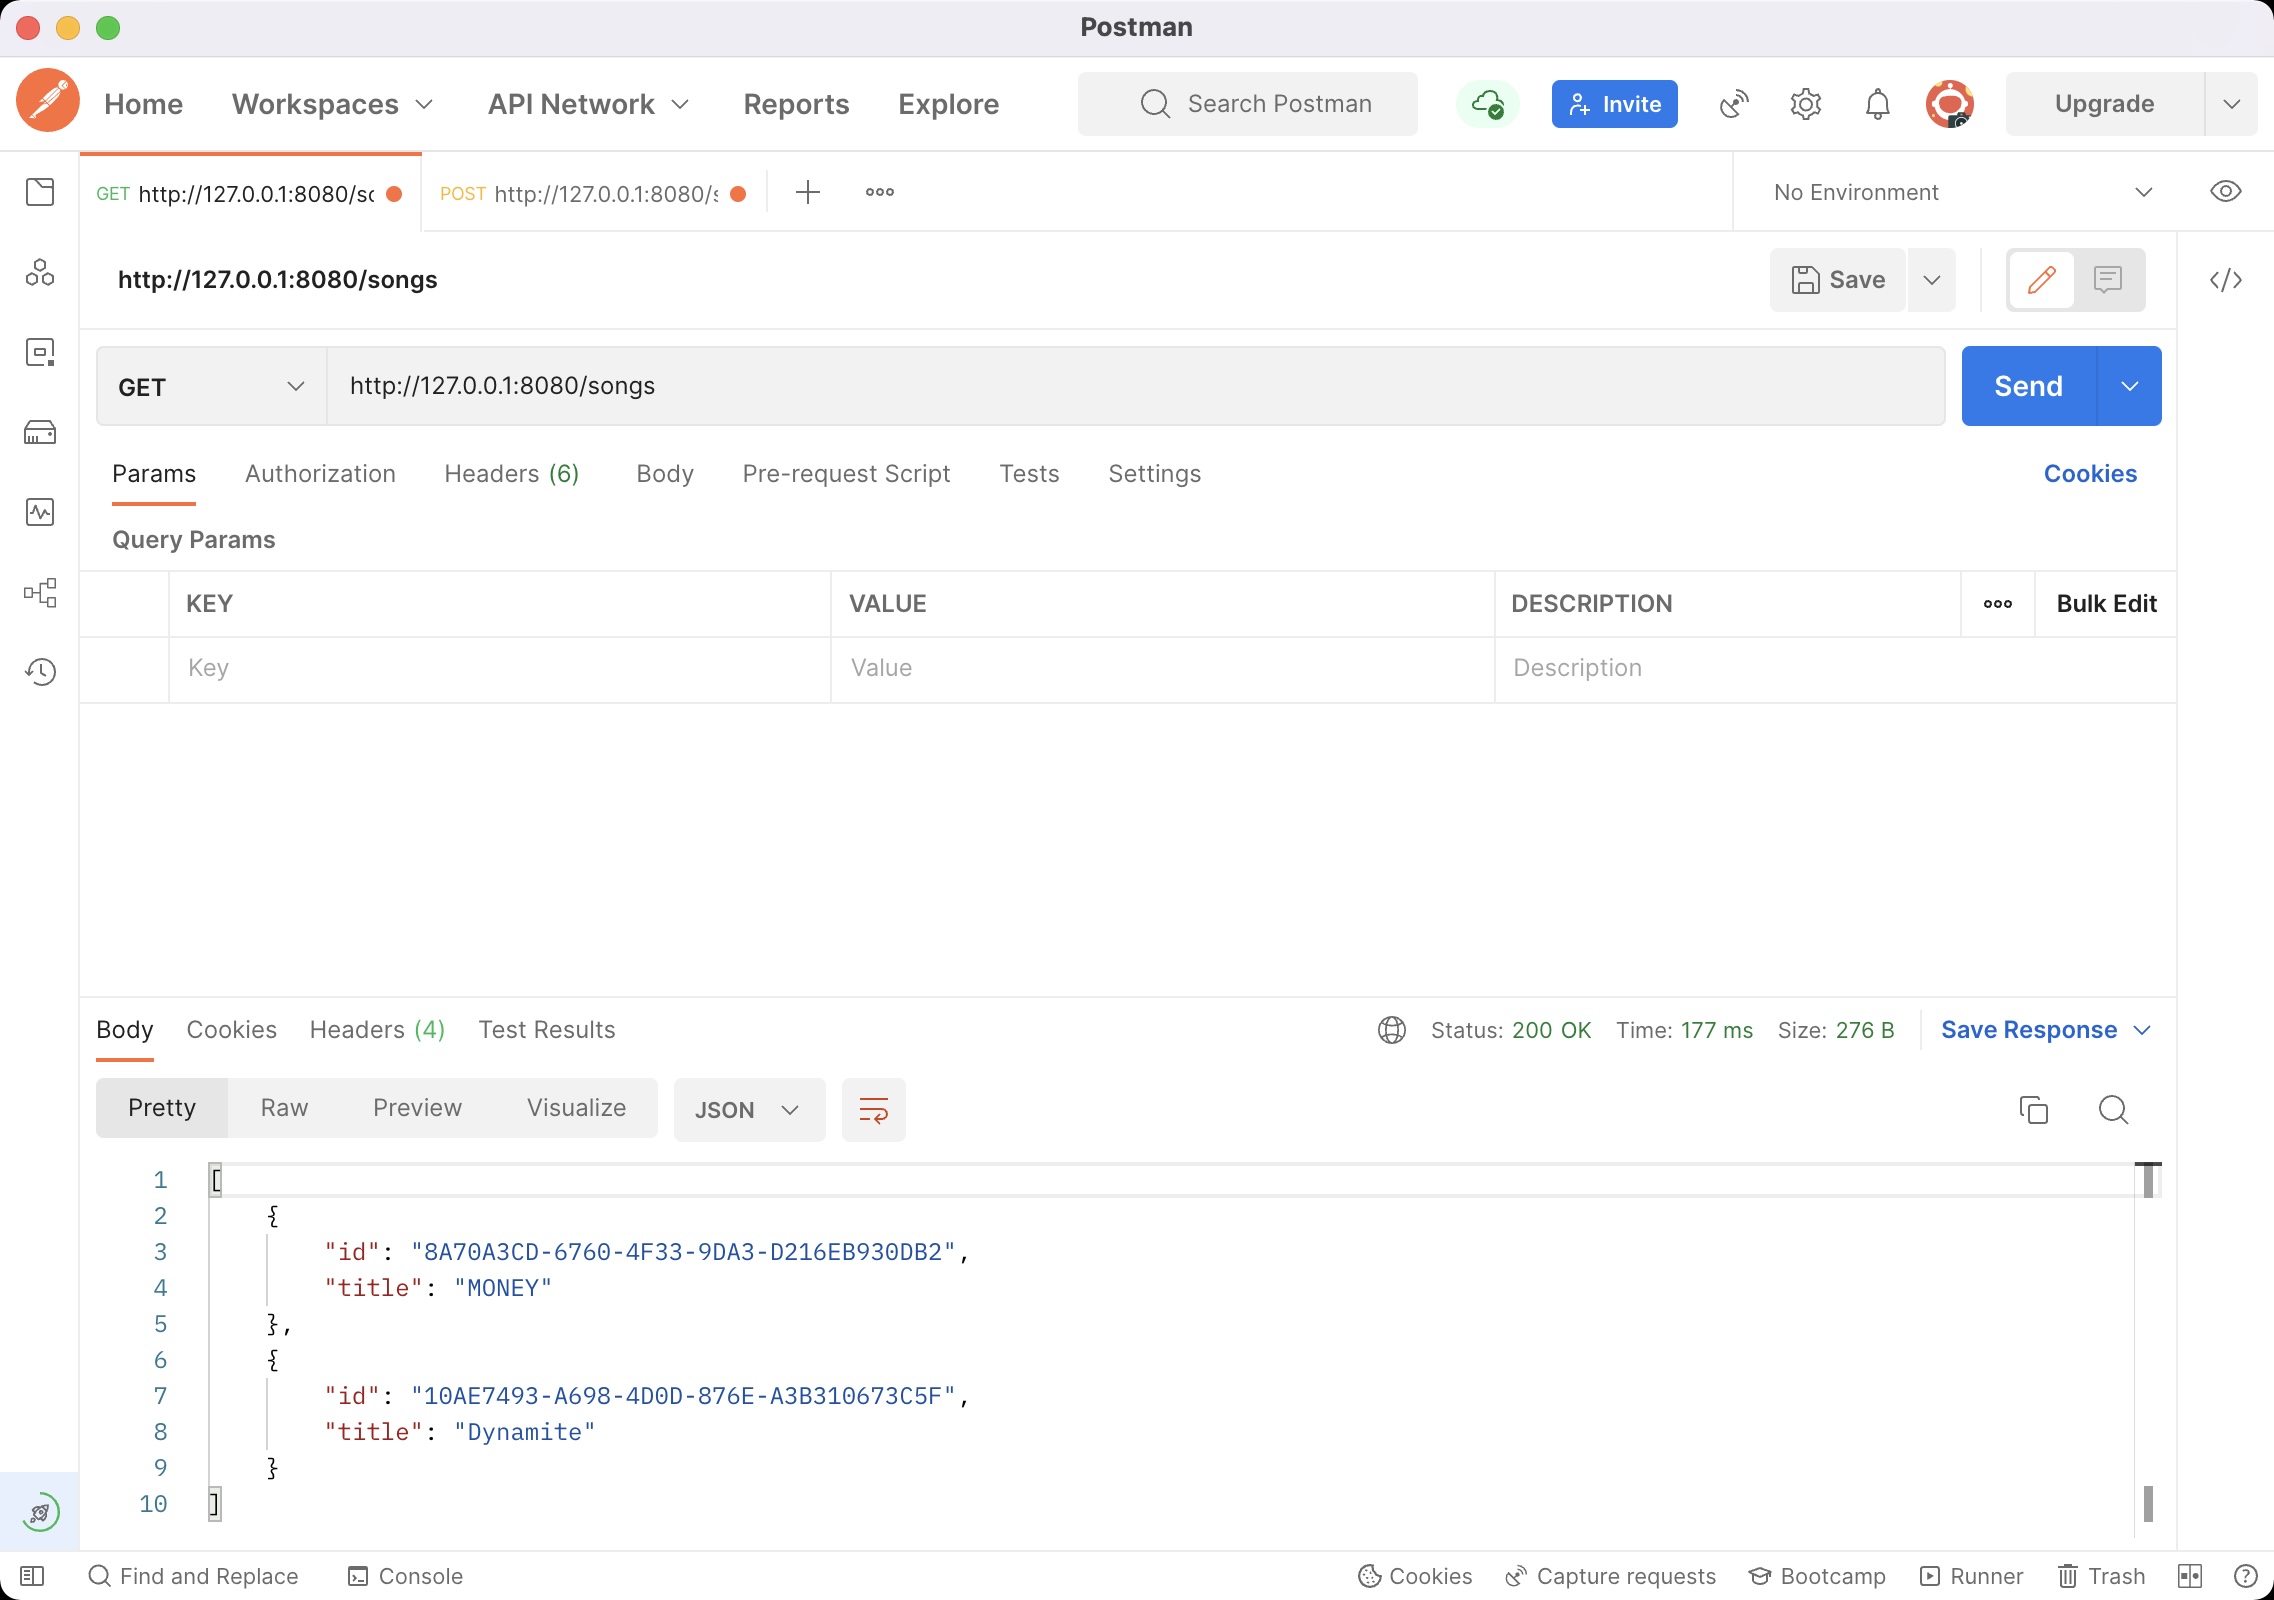 Postman
Home Workspaces API Network Reports Explore Search Postman Invite Upgrade
GET http://127.0.0.1:8080/sc POST http://127.0.0.1:8080/s No Environment
http://127.0.0.1:8080/songs Save
GET http://127.0.0.1:8080/songs Send
Params Authorization Headers (6) Body Pre-request Script Tests Settings Cookies
Query Params
KEY VALUE DESCRIPTION Bulk Edit
Key Value Description
Body Cookies Headers (4) Test Results Status: 200 OK Time: 177 ms Size: 276 B Save Response
Pretty Raw Preview Visualize JSON
1 [
2 {
3 "id": "8A70A3CD-6760-4F33-9DA3-D216EB930DB2",
4 "title": "MONEY"
5 },
6 {
7 "id": "10AE7493-A698-4D0D-876E-A3B310673C5F",
8 "title": "Dynamite"
9 }
10 ]
Find and Replace Console Cookies Capture requests Bootcamp Runner Trash